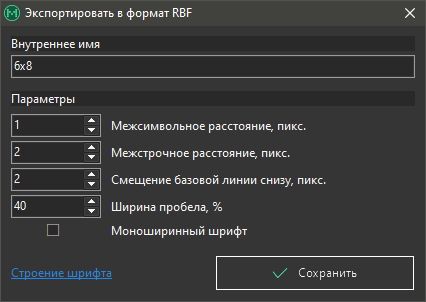 Экспортировать в формат RBF
Внутреннее имя
6x8
Параметры
1 Межсимвольное расстояние, пикс.
2 Межстрочное расстояние, пикс.
2 Смещение базовой линии снизу, пикс.
40 Ширина пробела, %
Моноширинный шрифт
Строение шрифта Сохранить